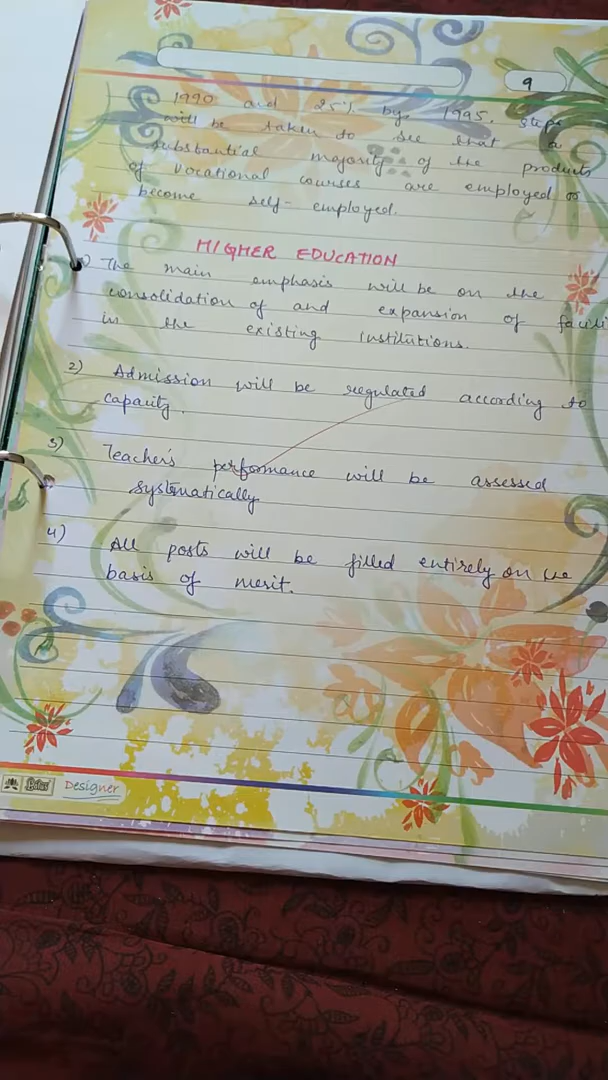 9
1990 and 25% by 1995. Steps
will be taken to see that a
substantial majority of the products
of vocational courses are employed or
become self-employed.
HIGHER EDUCATION
1) The main emphasis will be on the
consolidation of and expansion of faciliti
in the existing institutions.
2) Admission will be regulated according to
capacity.
3) Teacher's performance will be assessed
systematically
4) All posts will be filled entirely on the
basis of merit.
Designer